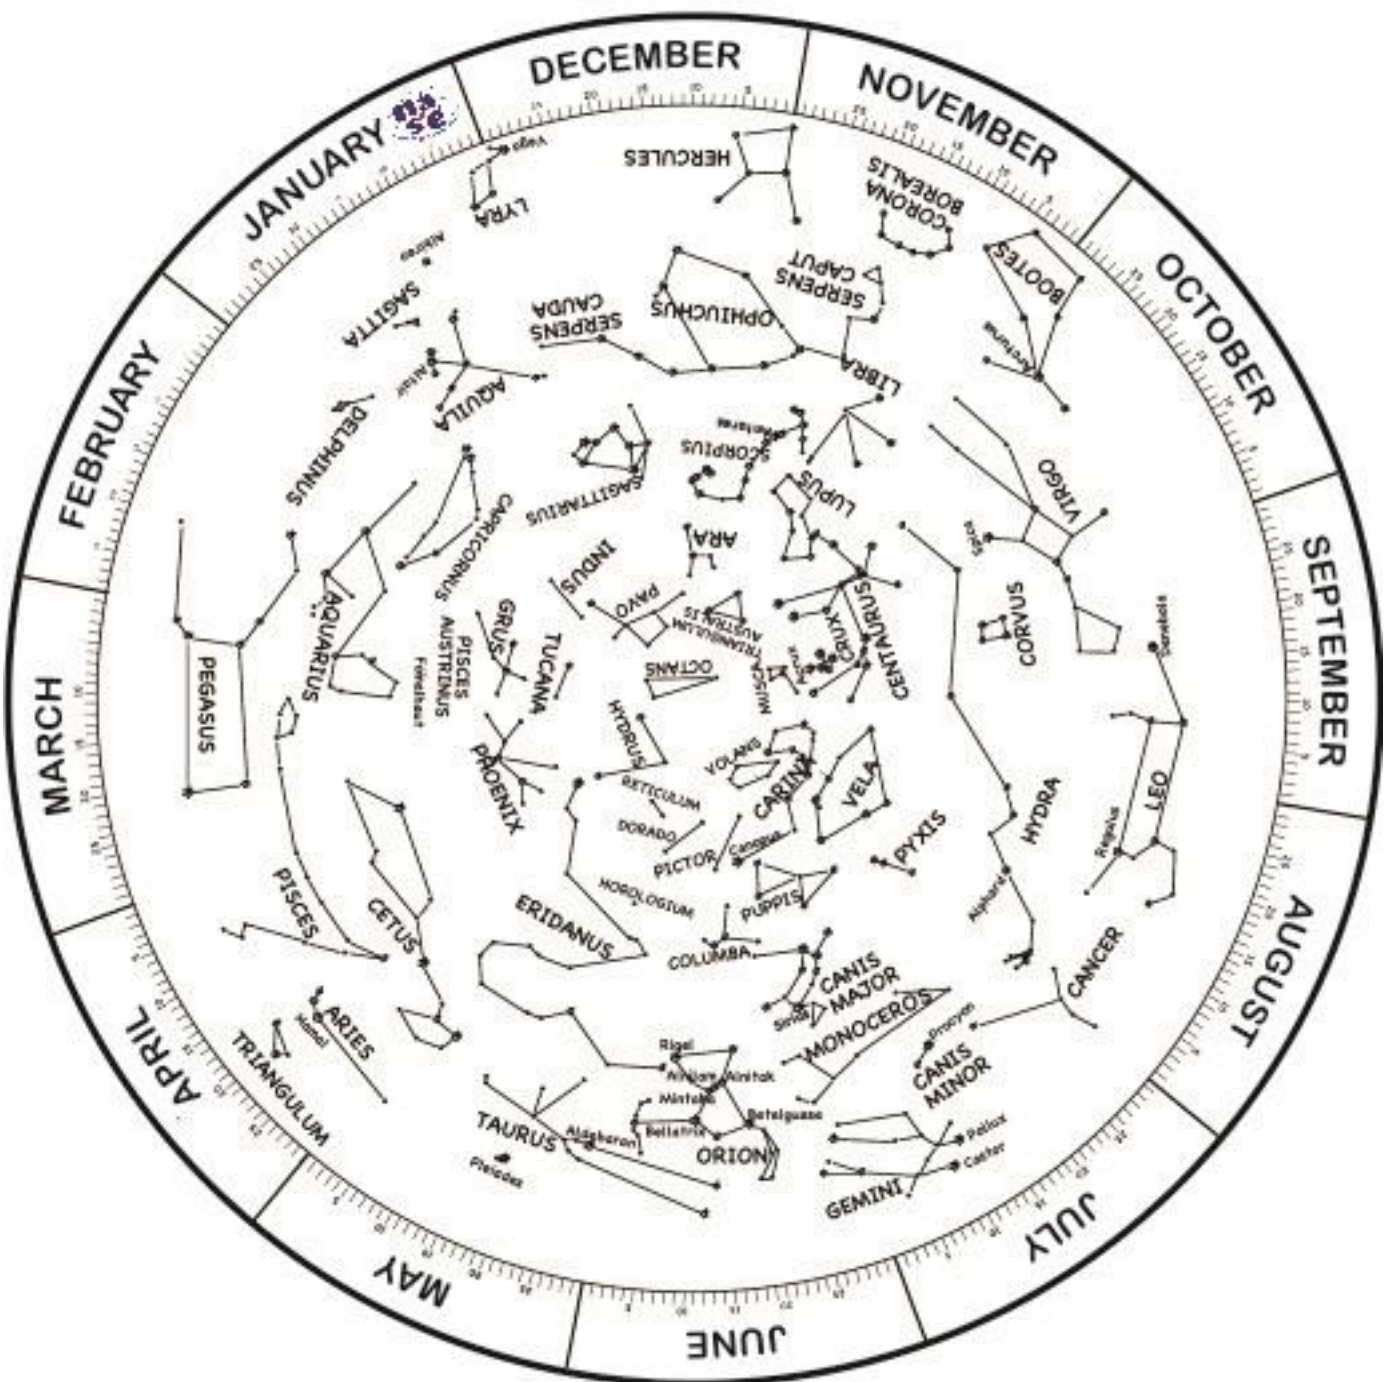 DECEMBER
NOVEMBER
OCTOBER
SEPTEMBER
AUGUST
JULY
JUNE
MAY
APRIL
MARCH
FEBRUARY
JANUARY
HERCULES
CORONA
BOREALIS
BOOTES
Vega
LYRA
Albireo
SAGITTA
SERPENS
CAPUT
OPHIUCHUS
SERPENS
CAUDA
LIBRA
Altair
AQUILA
DELPHINUS
Antares
SCORPIUS
SAGITTARIUS
LUPUS
VIRGO
Spica
CAPRICORNUS
ARA
INDUS
PAVO
TRIANGULUM
AUSTRALIS
CRUX
CENTAURUS
CORVUS
Denebola
AQUARIUS
GRUS
PISCES
AUSTRINUS
TUCANA
OCTANS
MUSCA
PEGASUS
PHOENIX
HYDRUS
VOLANS
CARINA
VELA
HYDRA
LEO
Regulus
RETICULUM
DORADO
PICTOR
Canopus
PYXIS
HOROLOGIUM
PUPPIS
Alphard
PISCES
CETUS
ERIDANUS
COLUMBA
CANIS
MAJOR
Sirius
MONOCEROS
CANCER
Procyon
CANIS
MINOR
ARIES
Hamal
TRIANGULUM
Rigel
Alnilam
Alnitak
Mintaka
Bellatrix
Betelguese
ORION
TAURUS
Aldebaran
Pleiades
Pollux
Castor
GEMINI